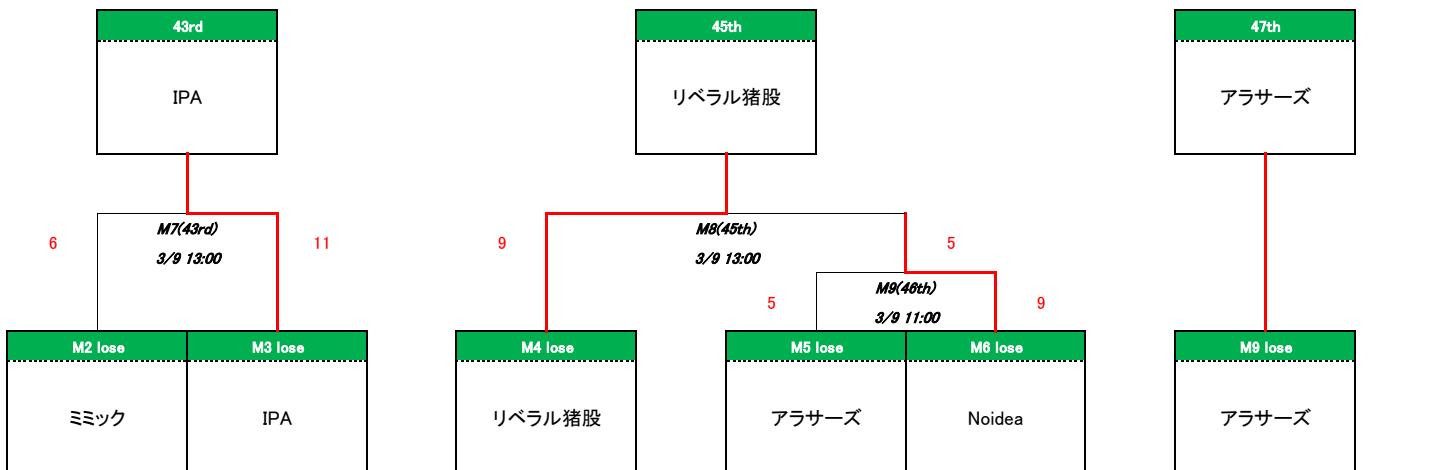 43rd
45th
47th
IPA
リベラル猪股
アラサーズ
M7(43rd)
M8(45th)
6
11
9
5
3/9 13:00
3/9 13:00
M9(46th)
5
9
3/9 11:00
M2 lose
M3 lose
M4 lose
M5 lose
M6 lose
M9 lose
ミミック
IPA
リベラル猪股
アラサーズ
Noidea
アラサーズ